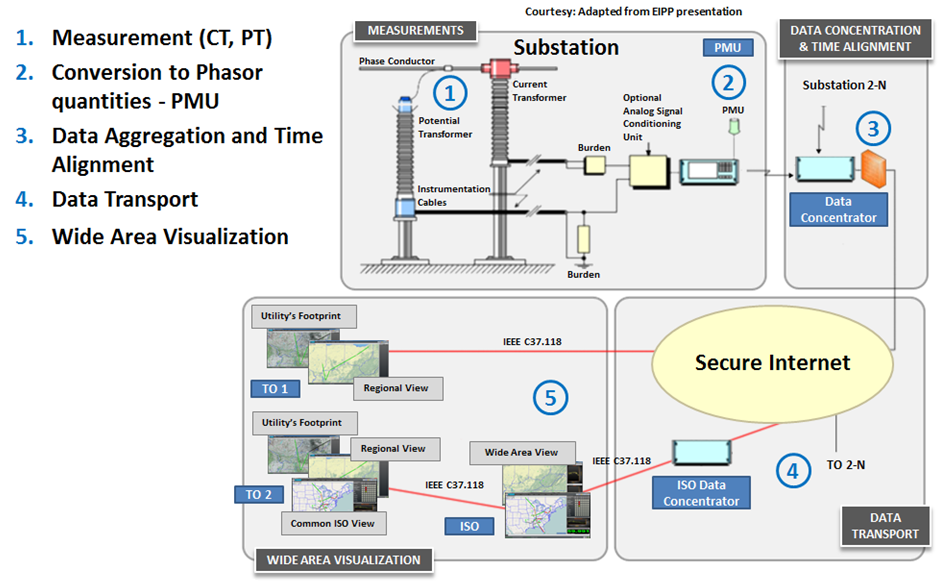 Courtesy: Adapted from EIPP presentation
1. Measurement (CT, PT)
2. Conversion to Phasor
quantities - PMU
3. Data Aggregation and Time
Alignment
4. Data Transport
5. Wide Area Visualization
MEASUREMENTS
Substation
PMU
Phase Conductor
1
Current
Transformer
Potential
Transformer
2
Optional
Analog Signal
Conditioning
Unit
PMU
Burden
Instrumentation
Cables
Burden
DATA CONCENTRATION
& TIME ALIGNMENT
Substation 2-N
3
Data
Concentrator
Utility's Footprint
Regional View
TO 1
IEEE C37.118
Secure Internet
5
Utility's Footprint
Regional View
Common ISO View
TO 2
IEEE C37.118
Wide Area View
ISO
IEEE C37.118
ISO Data
Concentrator
4
TO 2-N
DATA
TRANSPORT
WIDE AREA VISUALIZATION